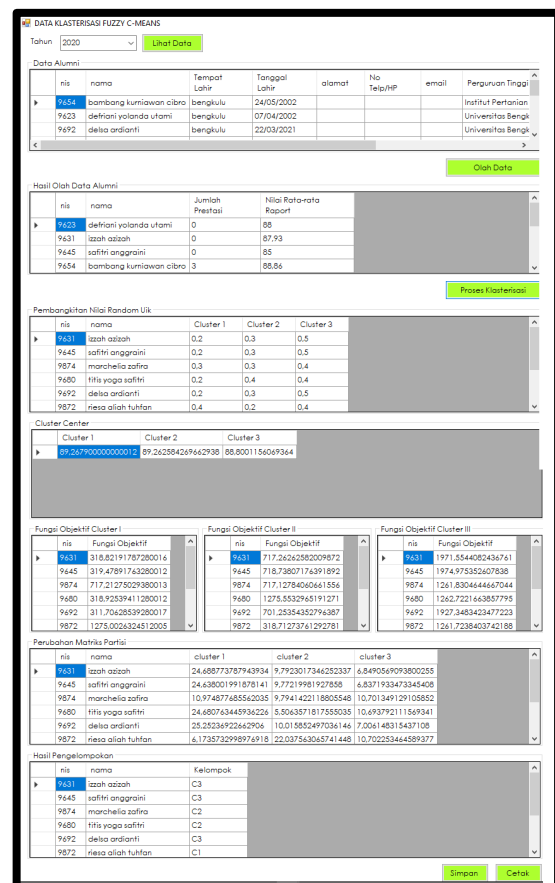 DATA KLASTERISASI FUZZY C-MEANS
Tahun 2020 Lihat Data
Data Alumni
nis nama Tempat Lahir Tanggal Lahir alamat No Telp/HP email Perguruan Tinggi
9654 bambang kurniawan cibro bengkulu 24/05/2002 Institut Pertanian
9623 defriani yolanda utami bengkulu 07/04/2002 Universitas Bengk
9692 delsa ardianti bengkulu 22/03/2021 Universitas Bengk
Olah Data
Hasil Olah Data Alumni
nis nama Jumlah Prestasi Nilai Rata-rata Raport
9623 defriani yolanda utami 0 88
9631 izzah azizah 0 87,93
9645 safitri anggraini 0 85
9654 bambang kurniawan cibro 3 88,86
Proses Klasterisasi
Pembangkitan Nilai Random Uik
nis nama Cluster 1 Cluster 2 Cluster 3
9631 izzah azizah 0,2 0,3 0,5
9645 safitri anggraini 0,2 0,3 0,5
9874 marchelia zafira 0,3 0,3 0,4
9680 titis yoga safitri 0,2 0,4 0,4
9692 delsa ardianti 0,2 0,3 0,5
9872 riesa aliah tuhfan 0,4 0,2 0,4
Cluster Center
Cluster 1 Cluster 2 Cluster 3
89,267900000000012 89,262584269662938 88,8001156069364
Fungsi Objektif Cluster I Fungsi Objektif Cluster II Fungsi Objektif Cluster III
nis Fungsi Objektif nis Fungsi Objektif nis Fungsi Objektif
9631 318,82191787280016 9631 717,26262582009872 9631 1971,5544082436761
9645 319,47891763280012 9645 718,73807176391892 9645 1974,975352607838
9874 717,21275029380013 9874 717,12784060661556 9874 1261,8304644667044
9680 318,92539411280012 9680 1275,5532965191271 9680 1262,7221663857795
9692 311,70628539280017 9692 701,25354352796387 9692 1927,3483423477223
9872 1275,0026324512005 9872 318,71273761292781 9872 1261,7238403742188
Perubahan Matriks Partisi
nis nama cluster 1 cluster 2 cluster 3
9631 izzah azizah 24,688773787943934 9,7923017346252337 6,8490569093800255
9645 safitri anggraini 24,638001991878141 9,77219981927858 6,8371933473345408
9874 marchelia zafira 10,974877685562035 9,7941422118805548 10,701349129105852
9680 titis yoga safitri 24,680763445936226 5,5063571817555035 10,693792111569341
9692 delsa ardianti 25,25236922662906 10,015852497036146 7,006148315437108
9872 riesa aliah tuhfan 6,1735732998976918 22,037563065741448 10,702253464589377
Hasil Pengelompokan
nis nama Kelompok
9631 izzah azizah C3
9645 safitri anggraini C3
9874 marchelia zafira C2
9680 titis yoga safitri C2
9692 delsa ardianti C3
9872 riesa aliah tuhfan C1
Simpan Cetak